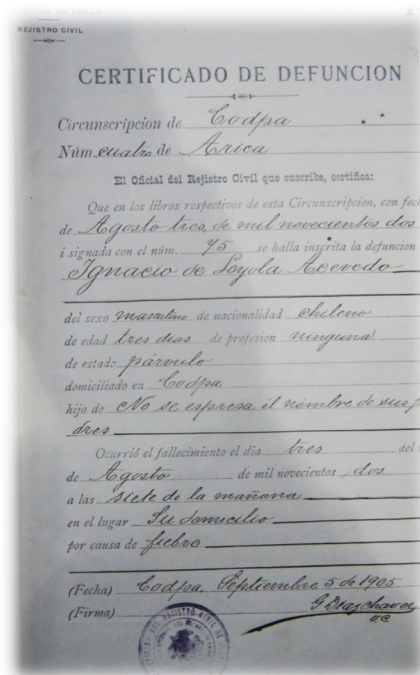 REJISTRO CIVIL
CERTIFICADO DE DEFUNCION
Circunscripcion de Codpa
Núm. cuatro de Arica
El Oficial del Rejistro Civil que suscribe, certifica:
Que en los libros respectivos de esta Circunscripcion, con fech
de Agosto tres, de mil novecientos dos
i signada con el núm. 75 se halla inscrita la defuncion
Ignacio de Loyola Acevedo
del sexo masculino de nacionalidad chileno
de edad tres dias de profesion ninguna
de estado párvulo
domiciliado en Codpa
hijo de No se espresa el nombre de sus pa
dres
Ocurrió el fallecimiento el dia tres del
de Agosto de mil novecientos dos
a las siete de la mañana
en el lugar Su domicilio
por causa de fiebre
(Fecha) Codpa, Septiembre 5 de 1905
(Firma) G Diaz chavez
O.C.